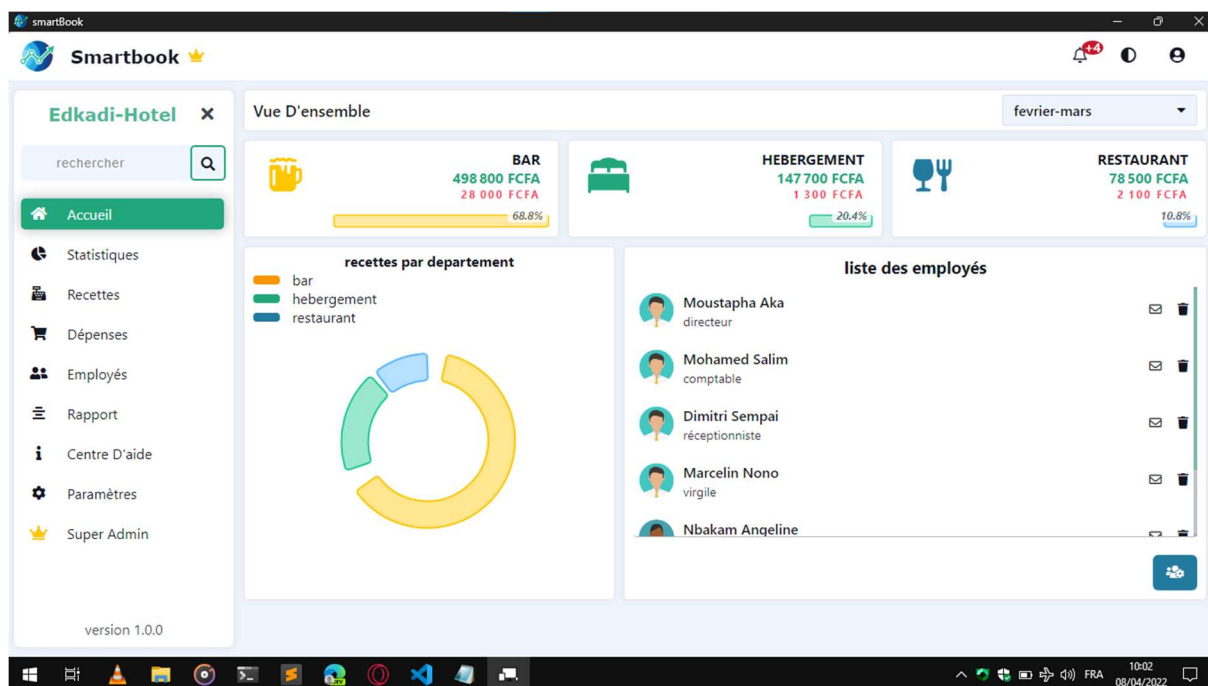 smartBook
Smartbook
+4
Edkadi-Hotel
rechercher
Accueil
Statistiques
Recettes
Dépenses
Employés
Rapport
Centre D'aide
Paramètres
Super Admin
version 1.0.0
Vue D'ensemble
fevrier-mars
BAR
498 800 FCFA
28 000 FCFA
68.8%
HEBERGEMENT
147 700 FCFA
1 300 FCFA
20.4%
RESTAURANT
78 500 FCFA
2 100 FCFA
10.8%
recettes par departement
bar
hebergement
restaurant
liste des employés
Moustapha Aka
directeur
Mohamed Salim
comptable
Dimitri Sempai
réceptionniste
Marcelin Nono
virgile
Nbakam Angeline
FRA
10:02
08/04/2022